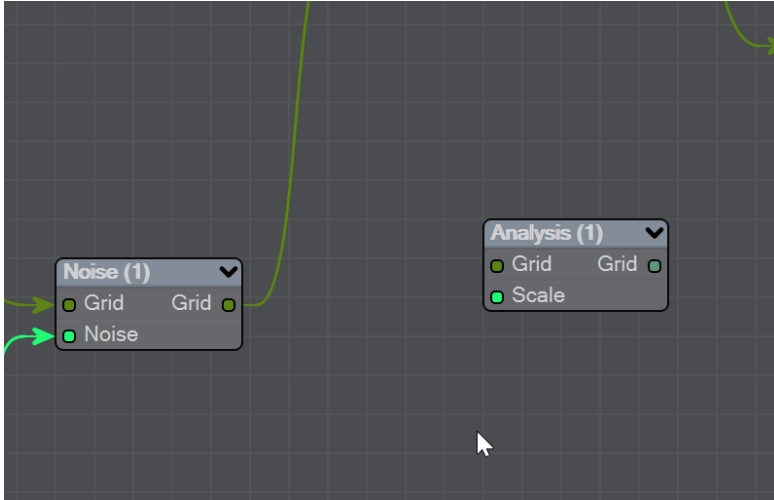 Analysis (1)
Grid Grid
Scale
Noise (1)
Grid Grid
Noise